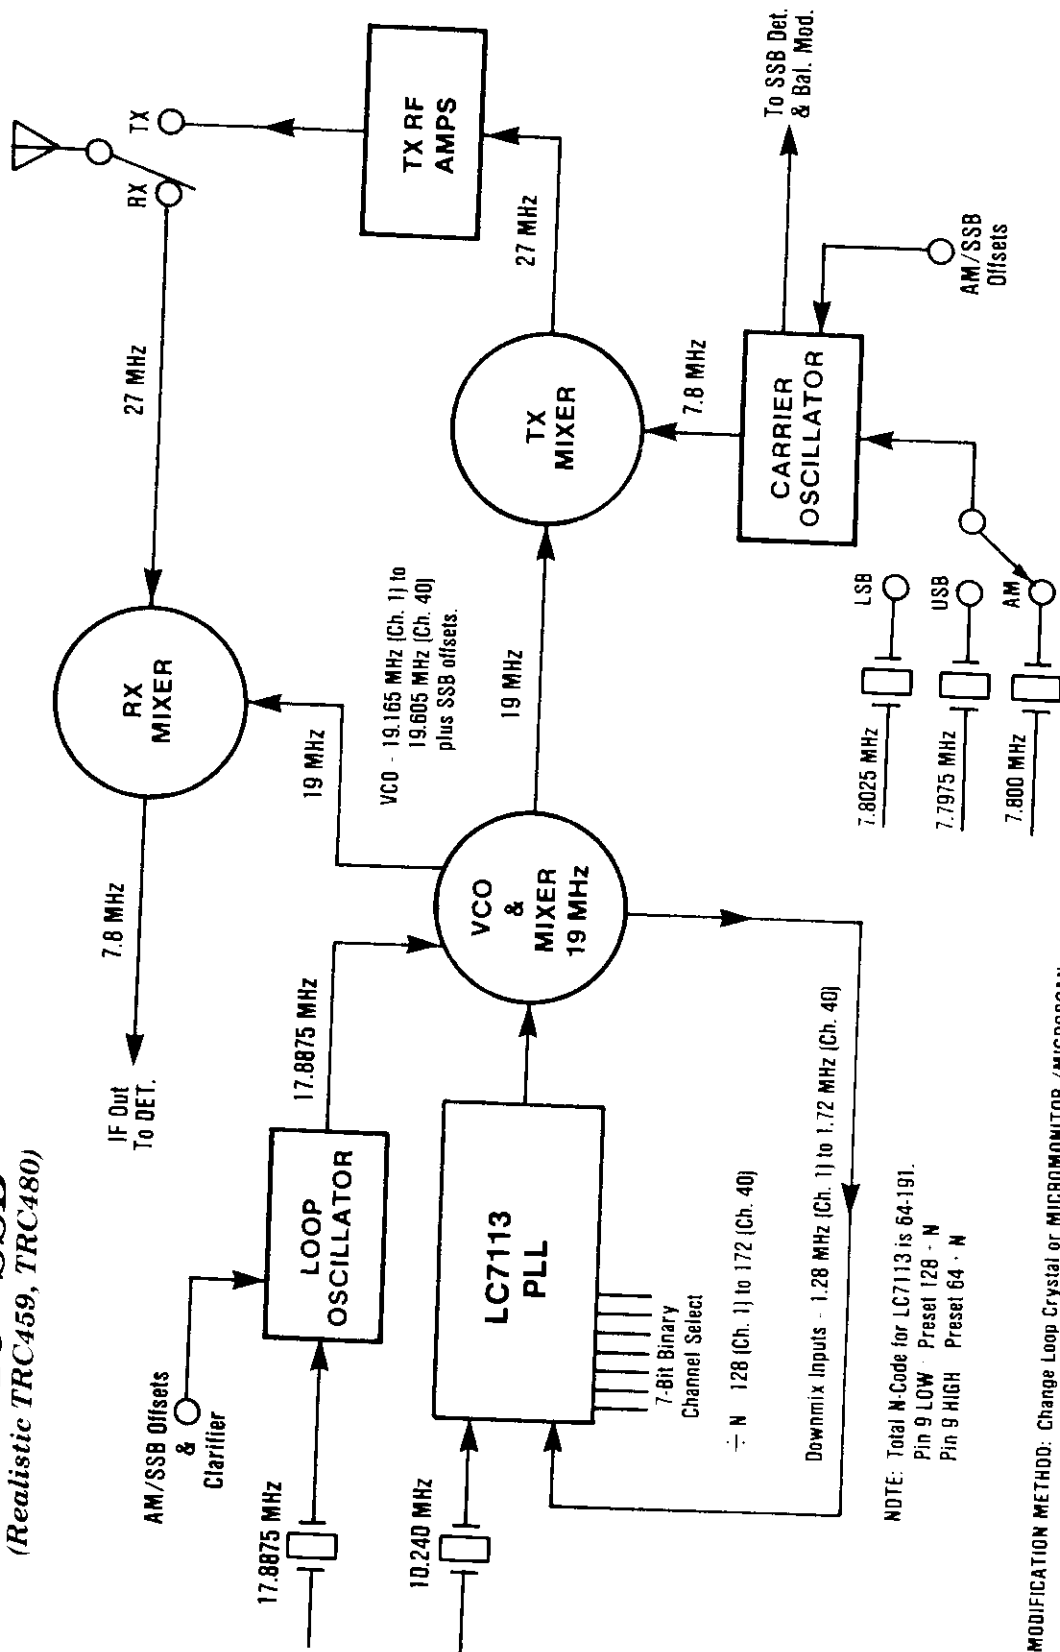 (Realistic TRC459, TRC480)
AM/SSB Offsets
&
Clarifier
17.8875 MHz
LOOP
OSCILLATOR
17.8875 MHz
10.240 MHz
LC7113
PLL
7-Bit Binary
Channel Select
÷ N 128 (Ch. 1) to 172 (Ch. 40)
Downmix Inputs - 1.28 MHz (Ch. 1) to 1.72 MHz (Ch. 40)
NOTE: Total N-Code for LC7113 is 64-191.
Pin 9 LOW Preset 128 - N
Pin 9 HIGH Preset 64 - N
IF Out
To DET.
7.8 MHz
RX
MIXER
27 MHz
RX
TX
19 MHz
VCO - 19.165 MHz (Ch. 1) to
19.605 MHz (Ch. 40)
plus SSB offsets.
VCO
&
MIXER
19 MHz
19 MHz
TX
MIXER
27 MHz
TX RF
AMPS
7.8 MHz
CARRIER
OSCILLATOR
To SSB Det.
& Bal. Mod.
AM/SSB
Offsets
LSB
USB
AM
7.8025 MHz
7.7975 MHz
7.800 MHz
MODIFICATION METHOD: Change Loop Crystal or MICROMONITOR/MICROSCAN